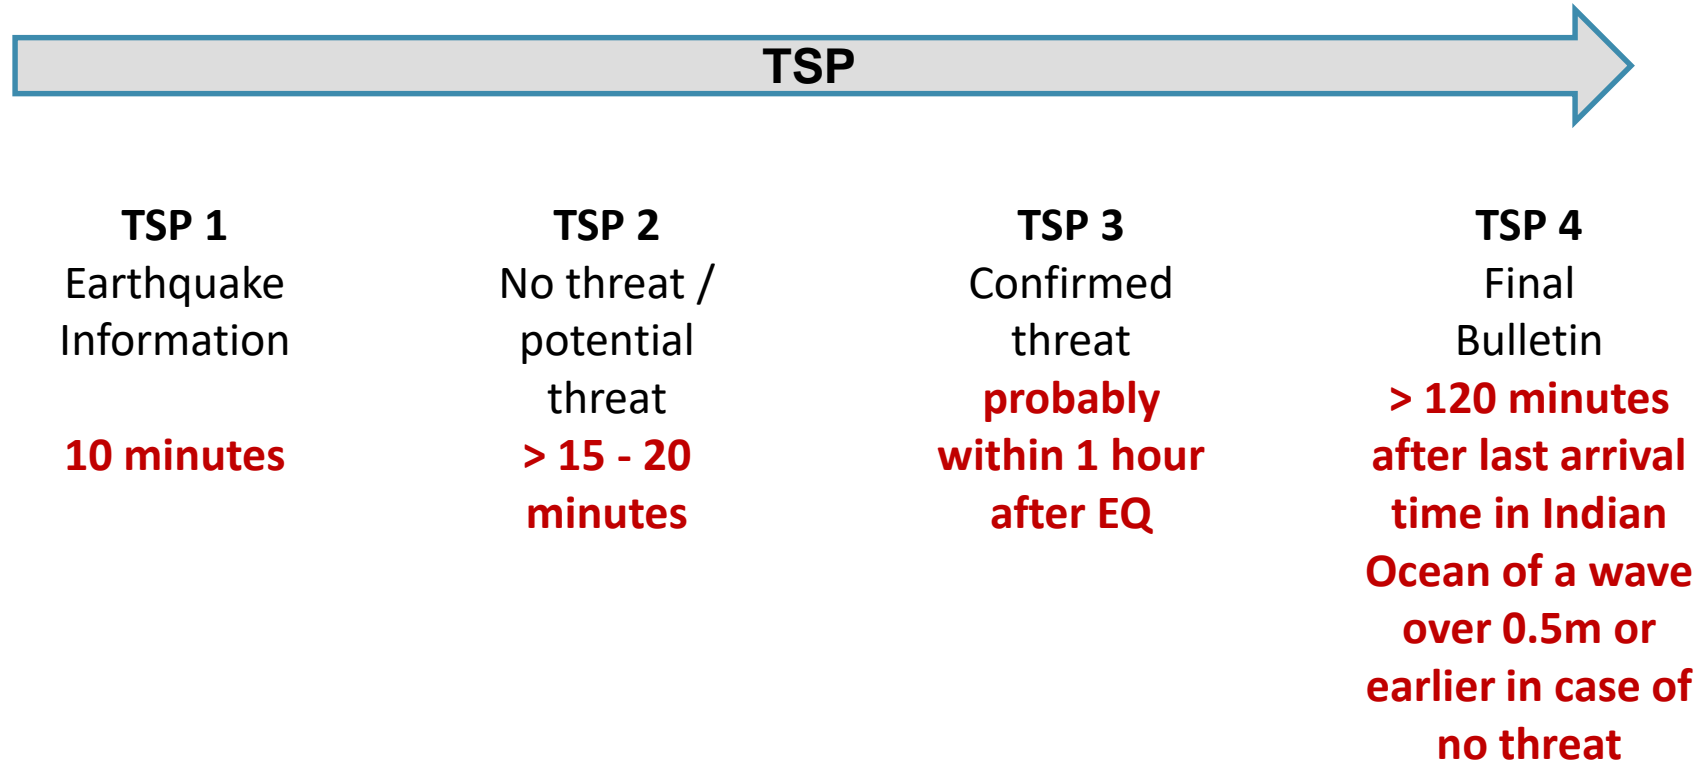 TSP
TSP 1
Earthquake
Information
10 minutes
TSP 2
No threat /
potential
threat
> 15 - 20
minutes
TSP 3
Confirmed
threat
probably
within 1 hour
after EQ
TSP 4
Final
Bulletin
> 120 minutes
after last arrival
time in Indian
Ocean of a wave
over 0.5m or
earlier in case of
no threat